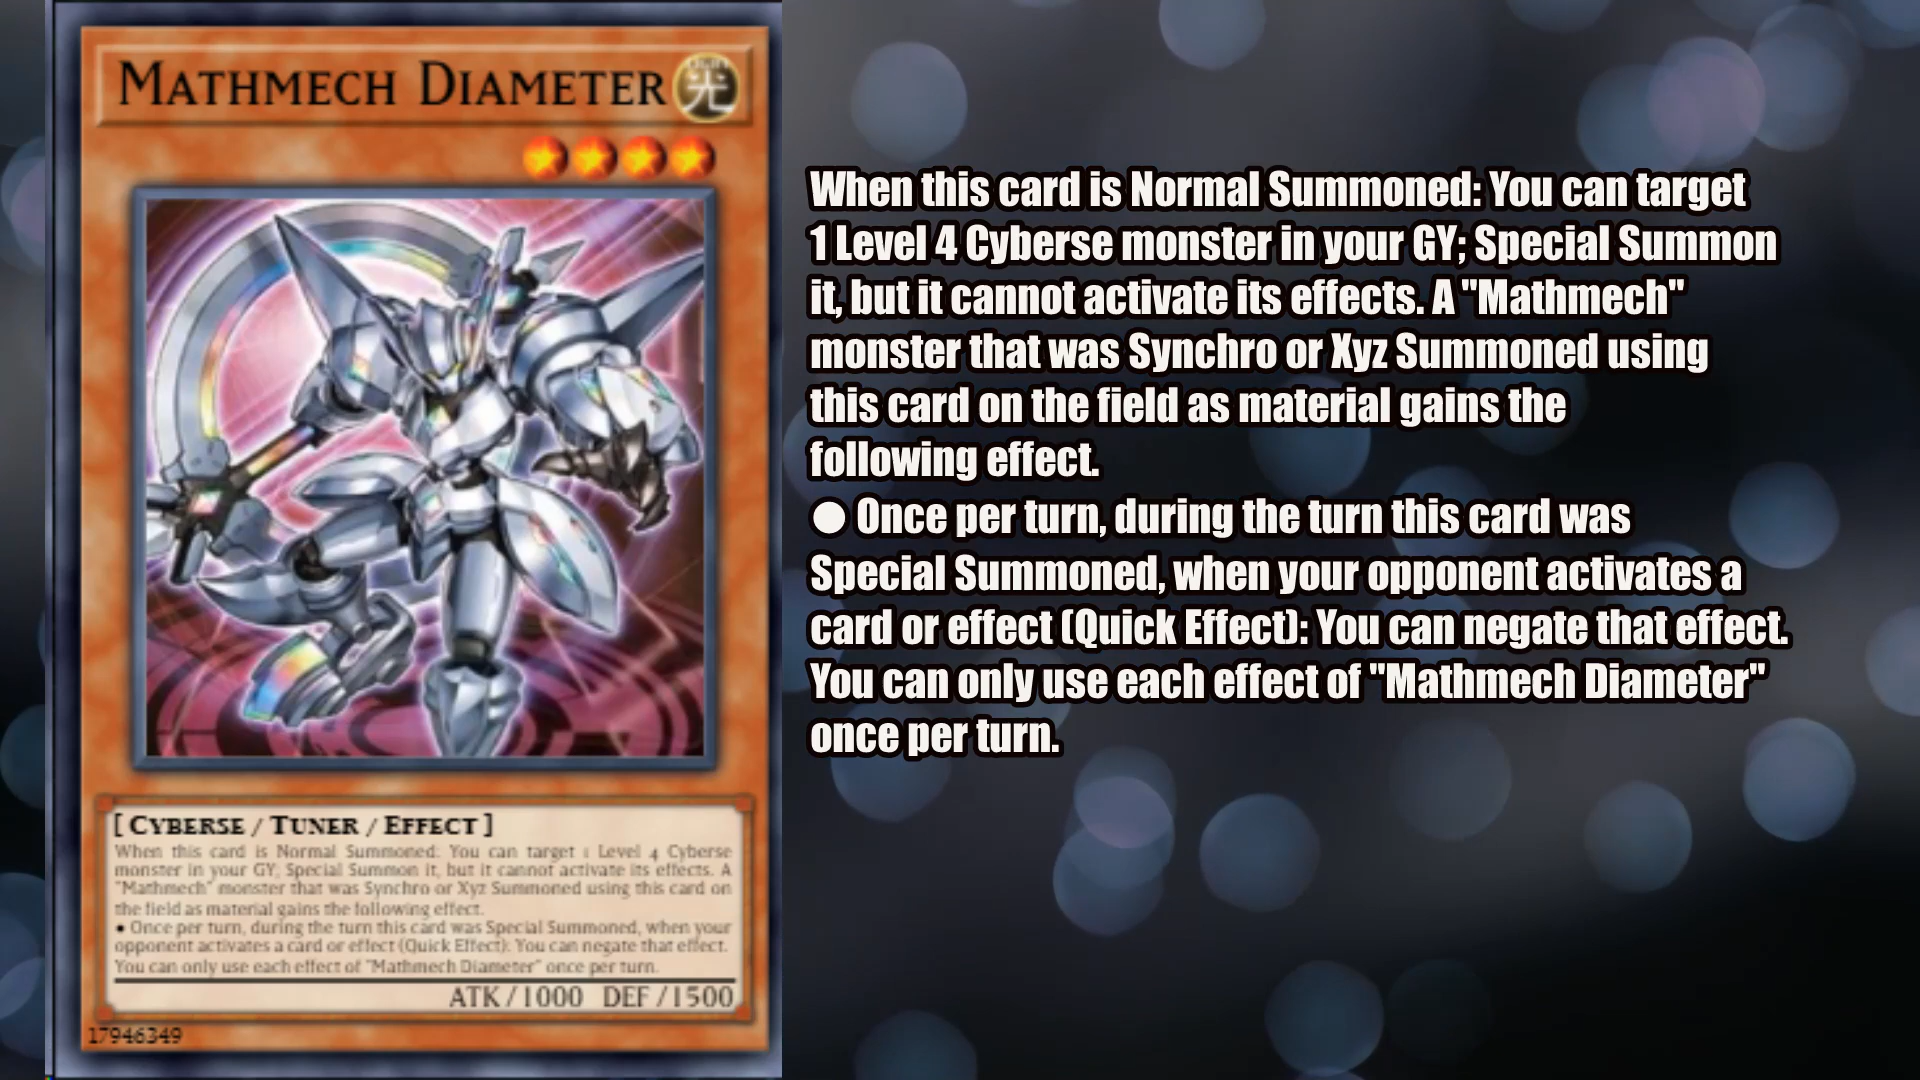 MATHMECH DIAMETER
光
When this card is Normal Summoned: You can target
1 Level 4 Cyberse monster in your GY; Special Summon
it, but it cannot activate its effects. A "Mathmech"
monster that was Synchro or Xyz Summoned using
this card on the field as material gains the
following effect.
● Once per turn, during the turn this card was
Special Summoned, when your opponent activates a
card or effect (Quick Effect): You can negate that effect.
You can only use each effect of "Mathmech Diameter"
once per turn.
[ CYBERSE / TUNER / EFFECT ]
When this card is Normal Summoned: You can target 1 Level 4 Cyberse
monster in your GY; Special Summon it, but it cannot activate its effects. A
"Mathmech" monster that was Synchro or Xyz Summoned using this card on
the field as material gains the following effect.
● Once per turn, during the turn this card was Special Summoned, when your
opponent activates a card or effect (Quick Effect): You can negate that effect.
You can only use each effect of "Mathmech Diameter" once per turn.
ATK/1000 DEF/1500
17946349